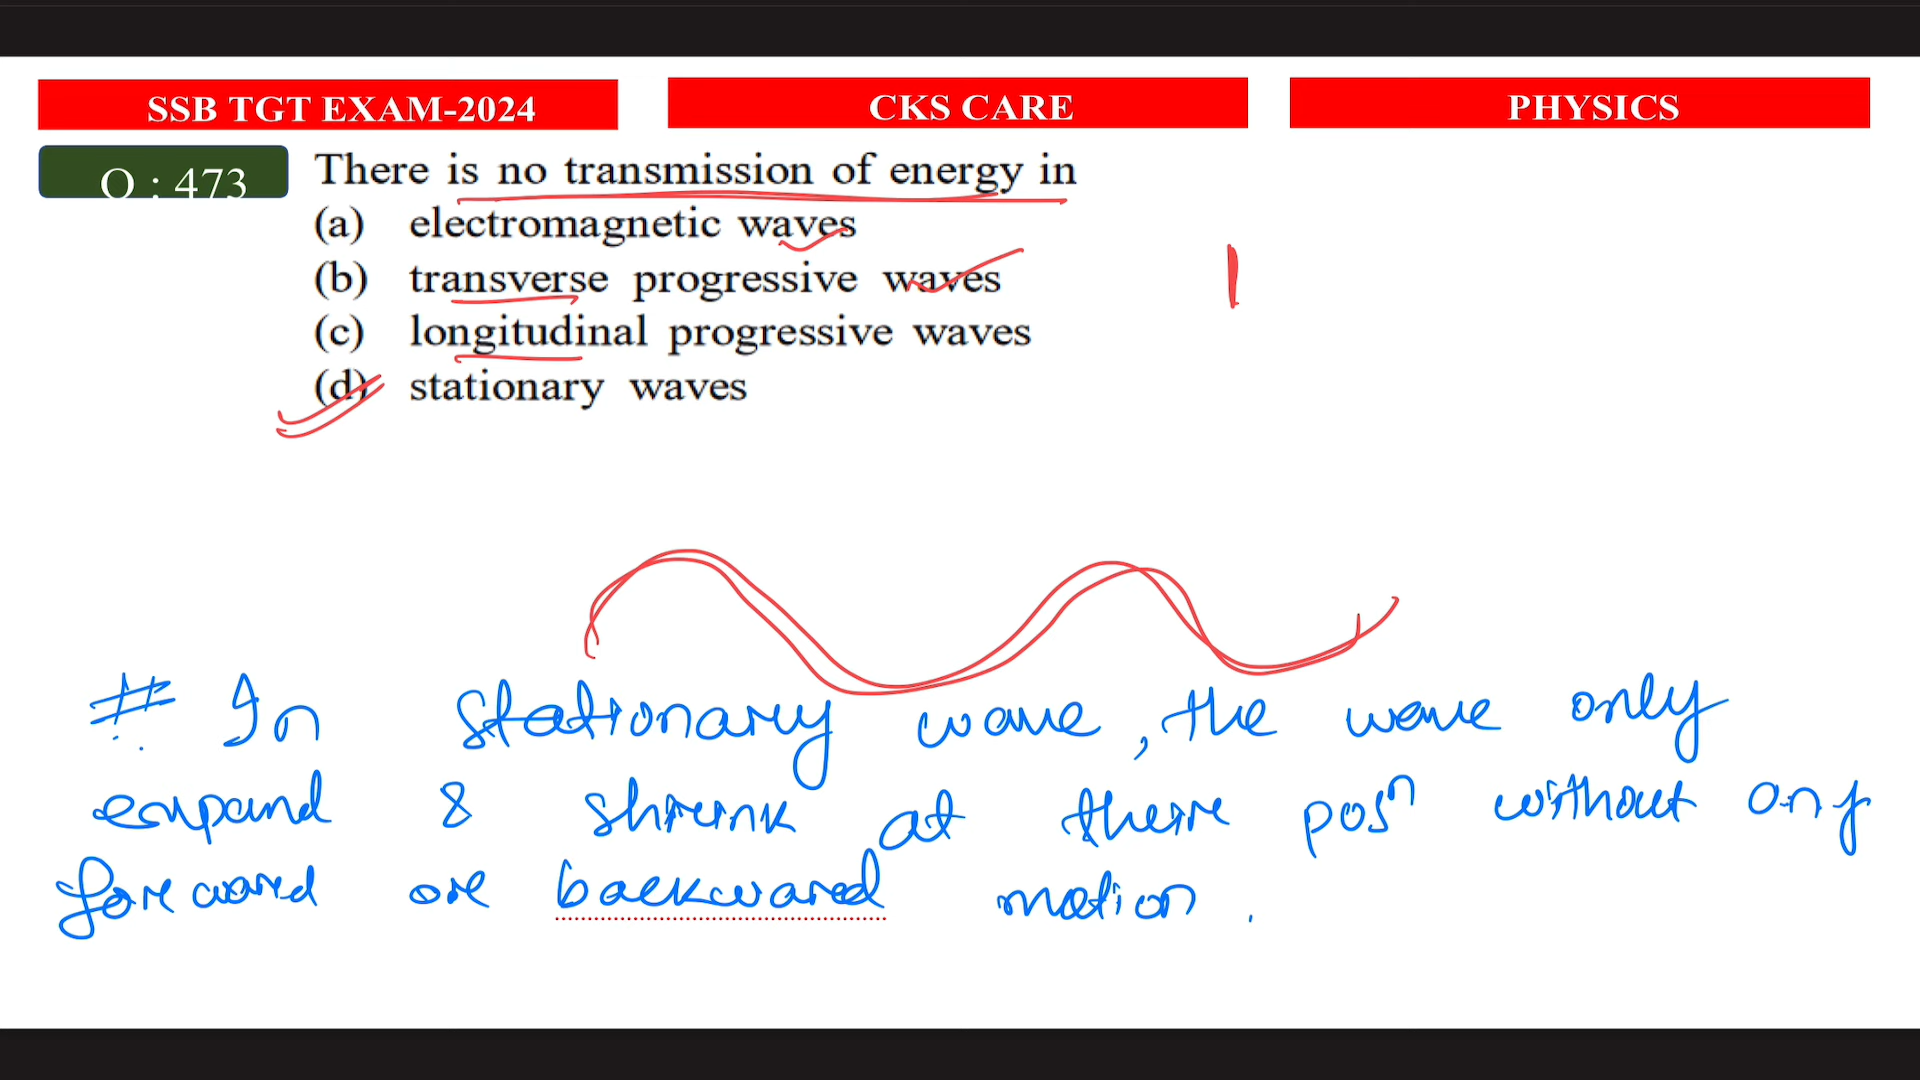 SSB TGT EXAM-2024
CKS CARE
PHYSICS
Q : 473
There is no transmission of energy in
(a) electromagnetic waves
(b) transverse progressive waves
(c) longitudinal progressive waves
(d) stationary waves
# In stationary wave, the wave only
expand & shrink at their posⁿ without any
forward or backward motion.